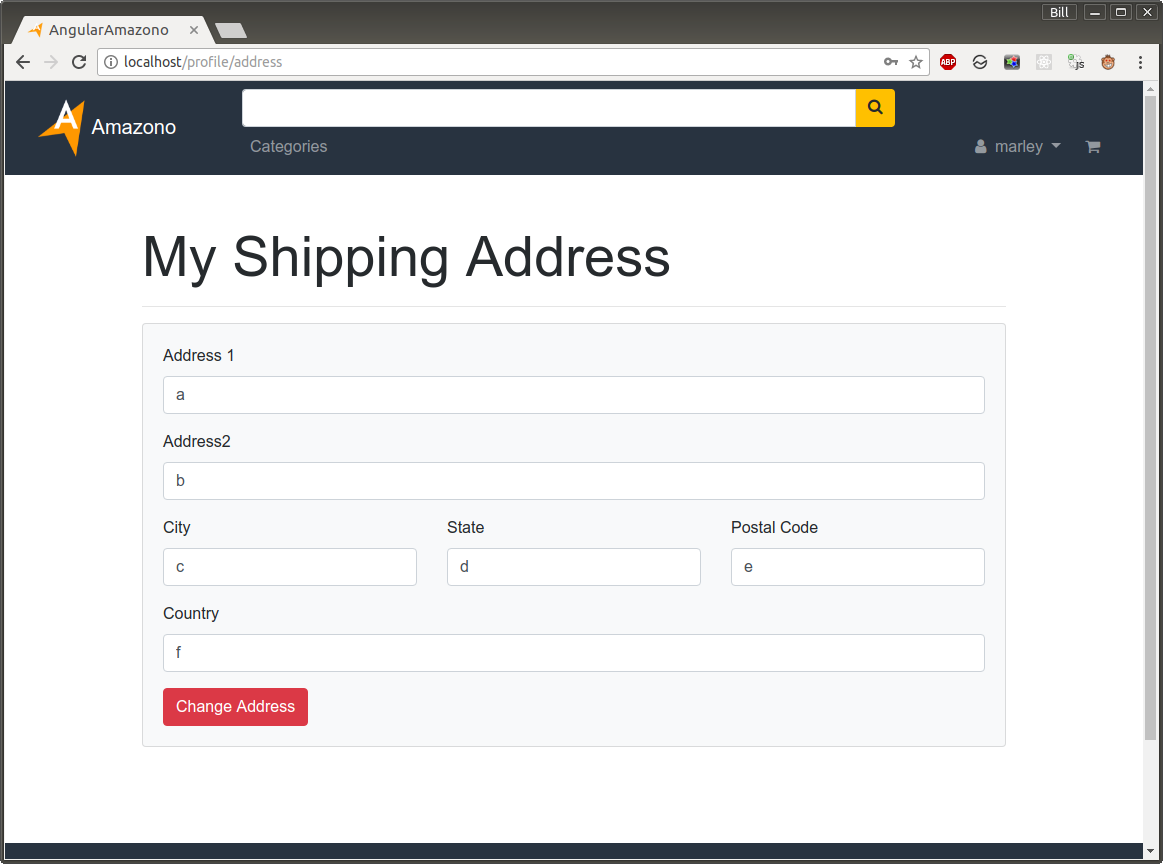 Bill
AngularAmazono
localhost/profile/address
ABP
js
A
Amazono
Categories
marley
My Shipping Address
Address 1
a
Address2
b
City State Postal Code
c d e
Country
f
Change Address